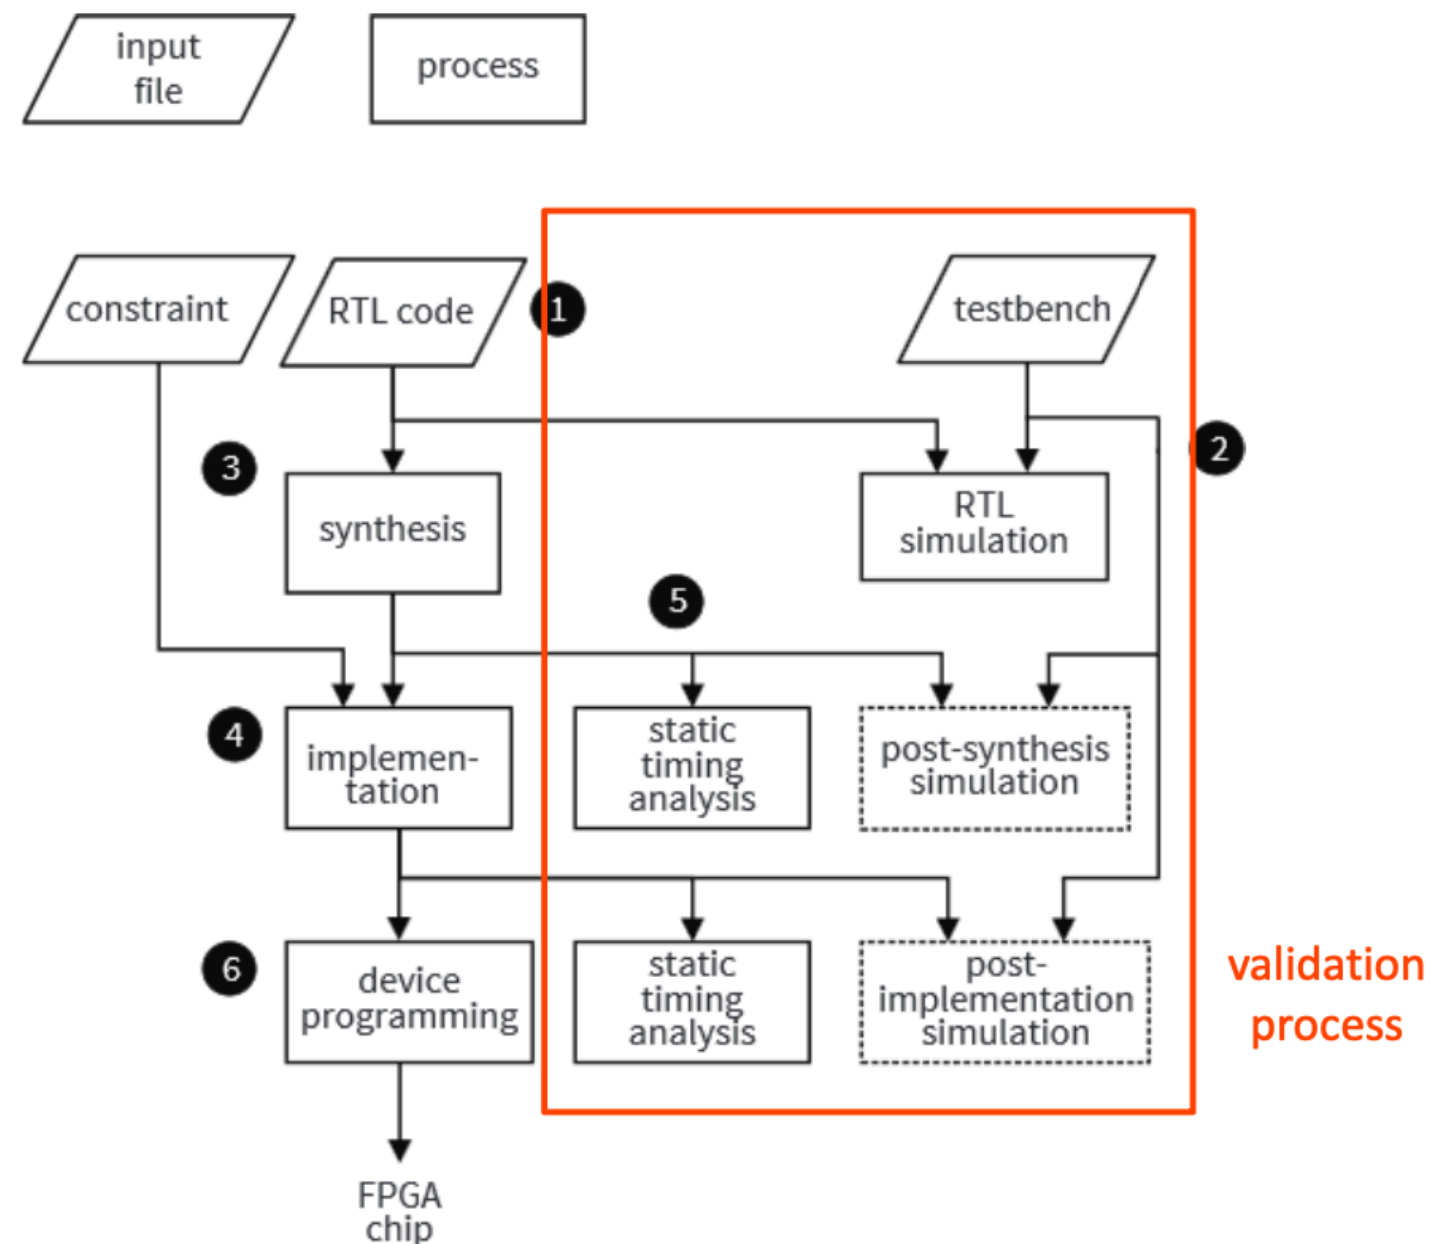 input
file
process
constraint
RTL code
1
testbench
2
3
synthesis
RTL
simulation
5
4
implemen-
tation
static
timing
analysis
post-synthesis
simulation
6
device
programming
static
timing
analysis
post-
implementation
simulation
validation
process
FPGA
chip